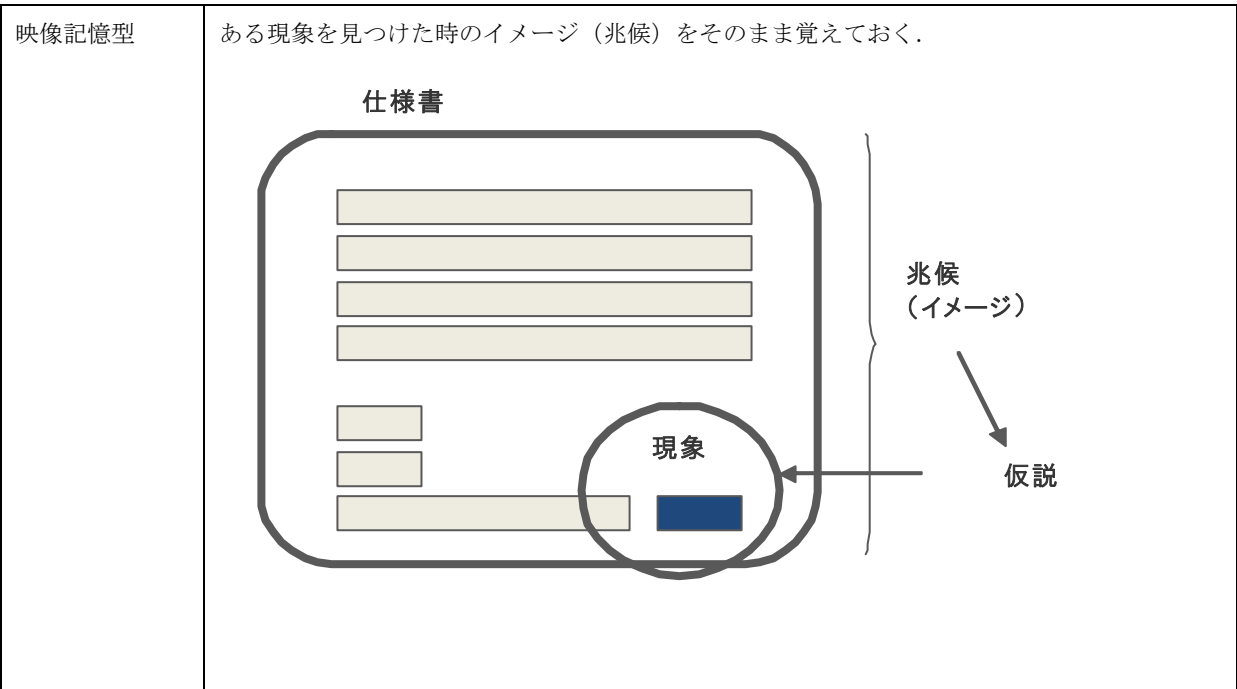 映像記憶型
ある現象を見つけた時のイメージ（兆候）をそのまま覚えておく．
仕様書
兆候
（イメージ）
現象
仮説